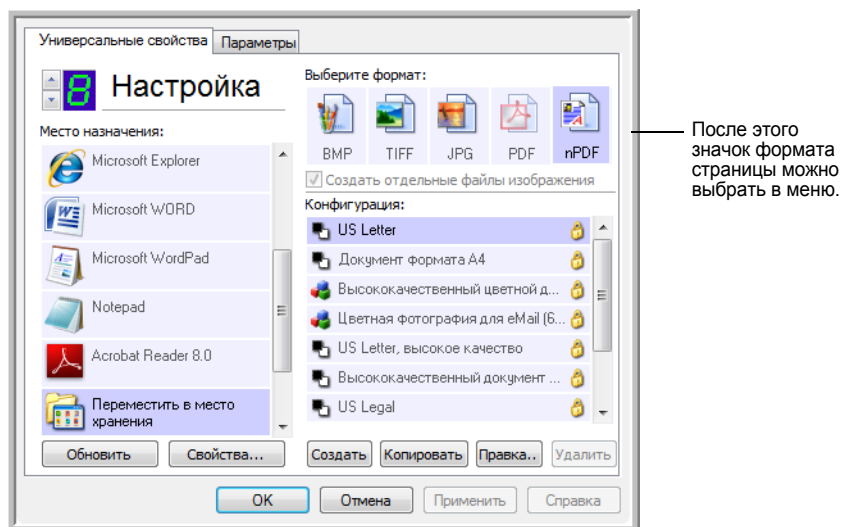 Универсальные свойства
Параметры
8
Настройка
Место назначения:
Microsoft Explorer
Microsoft WORD
Microsoft WordPad
Notepad
Acrobat Reader 8.0
Переместить в место
хранения
Обновить
Свойства...
Выберите формат:
BMP
TIFF
JPG
PDF
nPDF
Создать отдельные файлы изображения
Конфигурация:
US Letter
Документ формата A4
Высококачественный цветной д...
Цветная фотография для eMail (6...
US Letter, высокое качество
Высококачественный документ ...
US Legal
Создать
Копировать
Правка..
Удалить
OK
Отмена
Применить
Справка
После этого
значок формата
страницы можно
выбрать в меню.